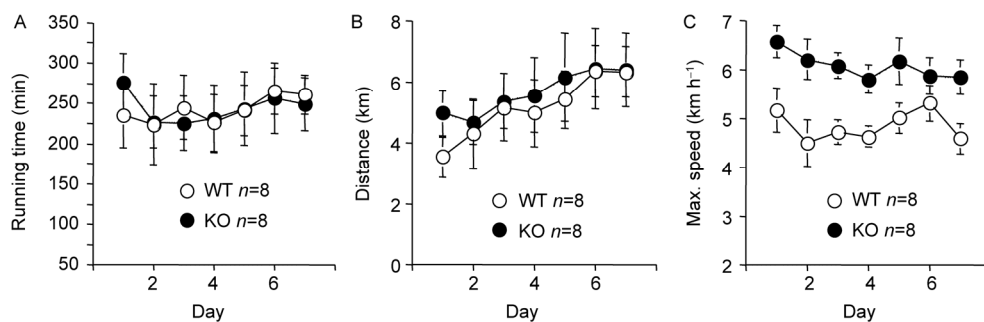 A
Running time (min)
350
300
250
200
150
100
50
WT n=8
KO n=8
2 4 6
Day
B
Distance (km)
8
6
4
2
0
WT n=8
KO n=8
2 4 6
Day
C
Max. speed (km h⁻¹)
7
6
5
4
3
2
WT n=8
KO n=8
2 4 6
Day